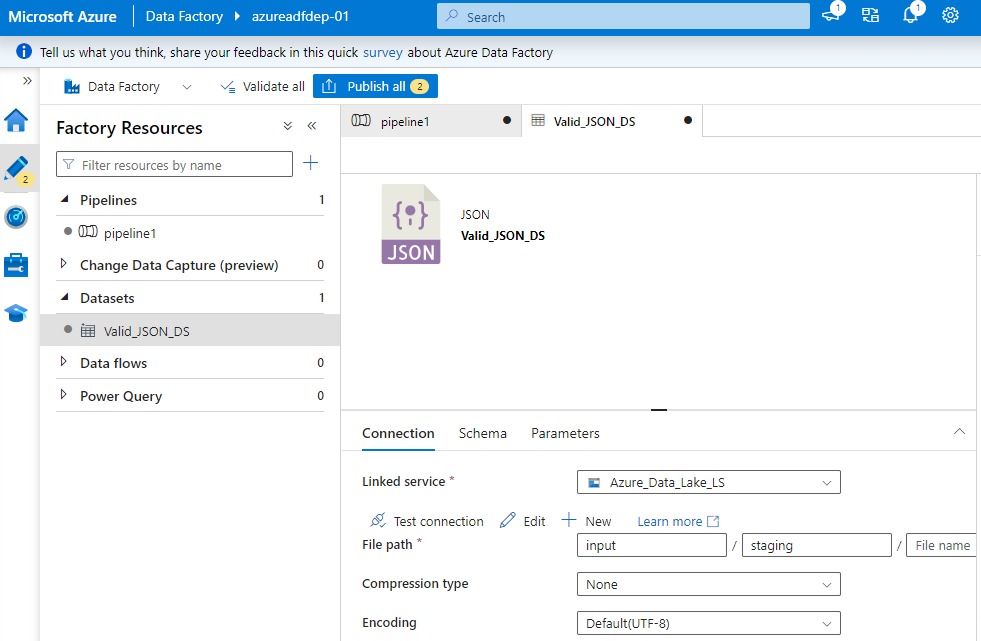 Microsoft Azure Data Factory azureadfdep-01 Search 1 1
Tell us what you think, share your feedback in this quick survey about Azure Data Factory
Data Factory Validate all Publish all 2
Factory Resources
Filter resources by name
2
Pipelines 1
pipeline1
Change Data Capture (preview) 0
Datasets 1
Valid_JSON_DS
Data flows 0
Power Query 0
pipeline1 Valid_JSON_DS
JSON
JSON
Valid_JSON_DS
Connection Schema Parameters
Linked service * Azure_Data_Lake_LS
Test connection Edit New Learn more
File path * input / staging / File name
Compression type None
Encoding Default(UTF-8)